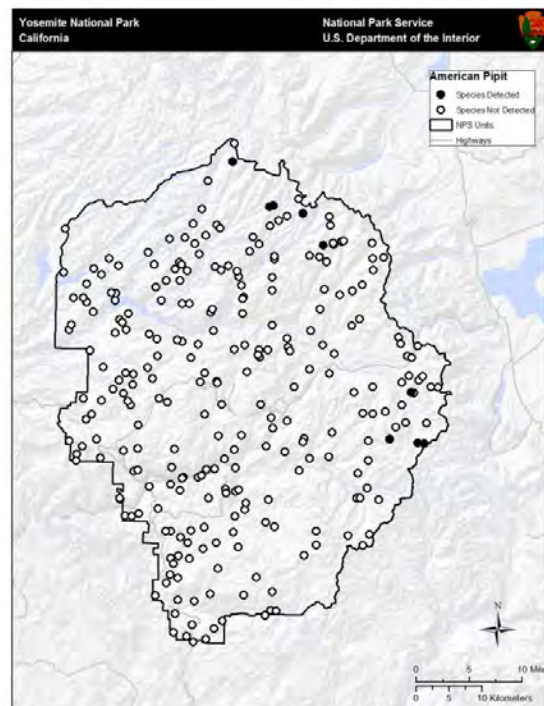 Yosemite National Park
California
National Park Service
U.S. Department of the Interior
American Pipit
Species Detected
Species Not Detected
NPS Units
Highways
N
0 5 10 Mile
0 5 10 Kilometers